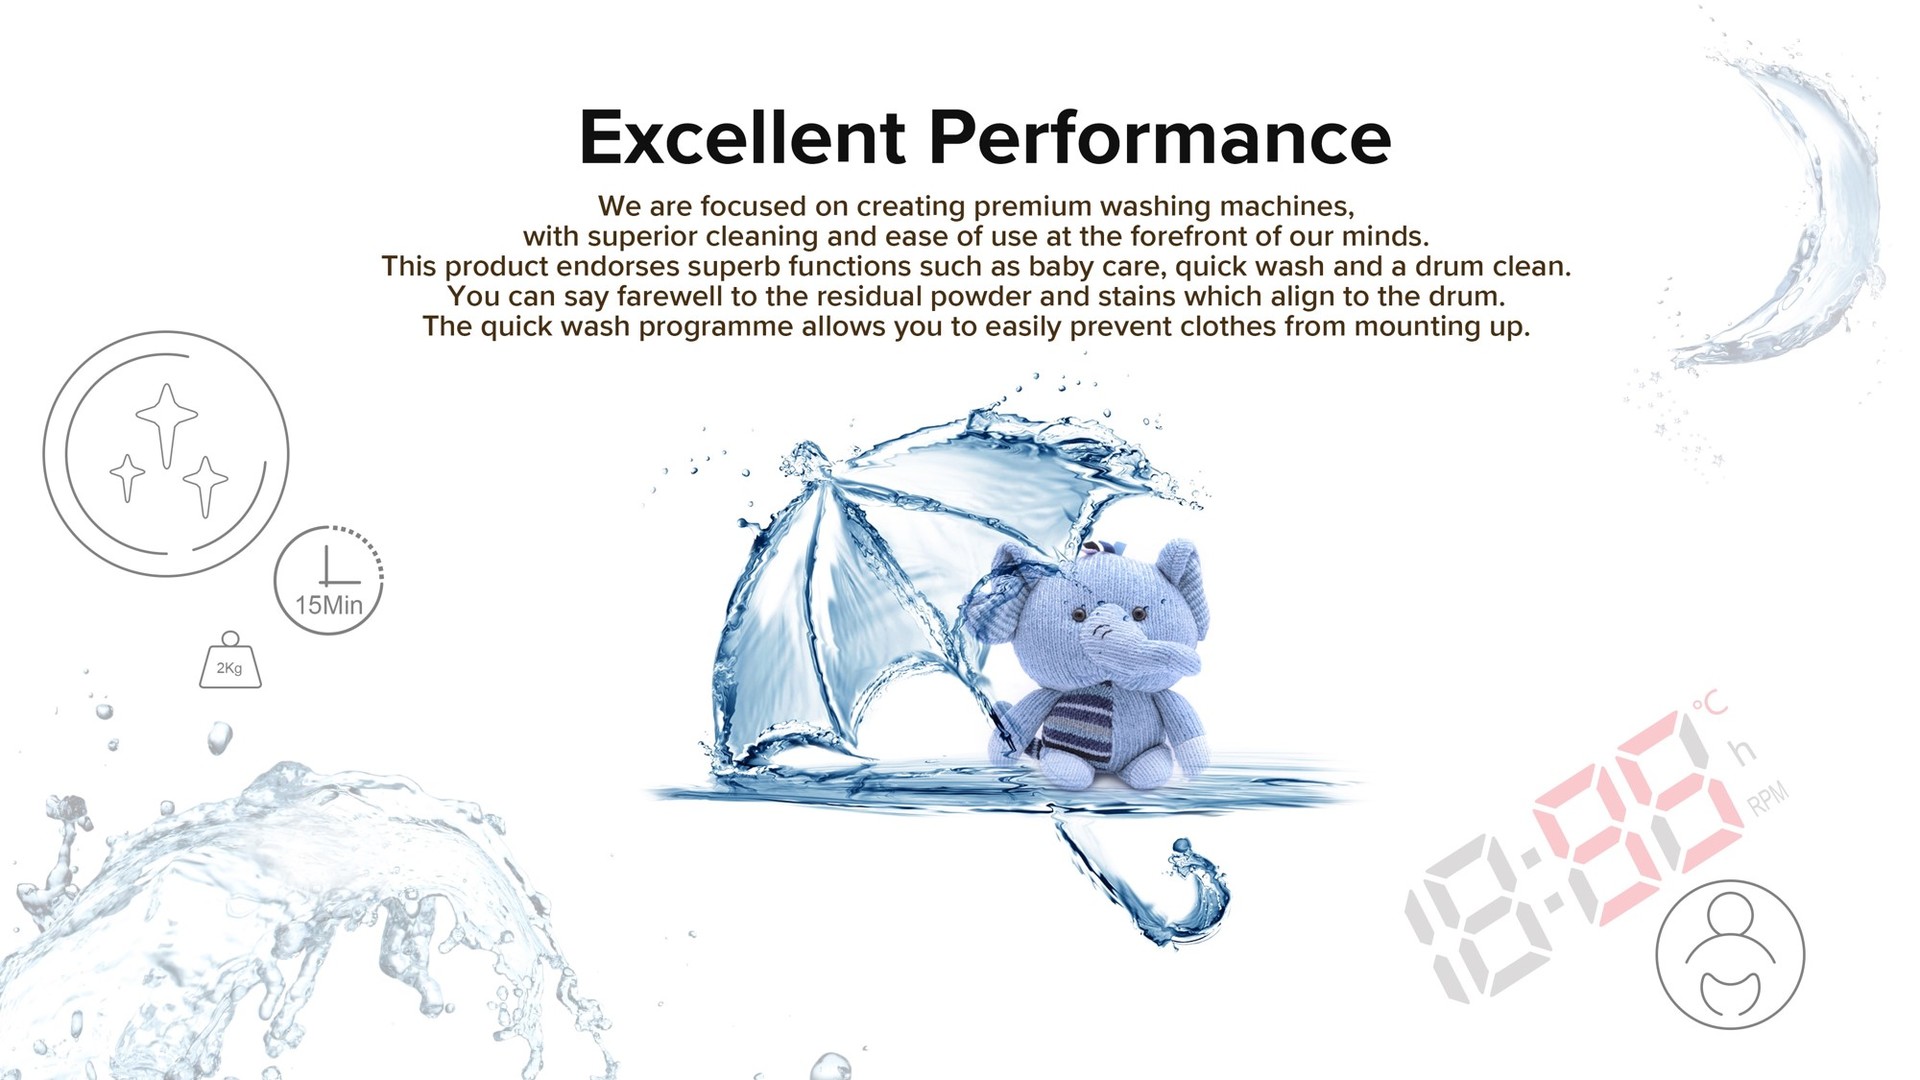 Excellent Performance
We are focused on creating premium washing machines,
with superior cleaning and ease of use at the forefront of our minds.
This product endorses superb functions such as baby care, quick wash and a drum clean.
You can say farewell to the residual powder and stains which align to the drum.
The quick wash programme allows you to easily prevent clothes from mounting up.
15Min
2Kg
°C
h
RPM
18:88